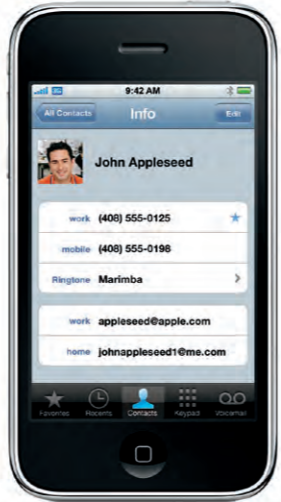 9:42 AM
All Contacts Info Edit
John Appleseed
work (408) 555-0125
mobile (408) 555-0198
Ringtone Marimba
work appleseed@apple.com
home johnappleseed1@me.com
Favorites Recents Contacts Keypad Voicemail